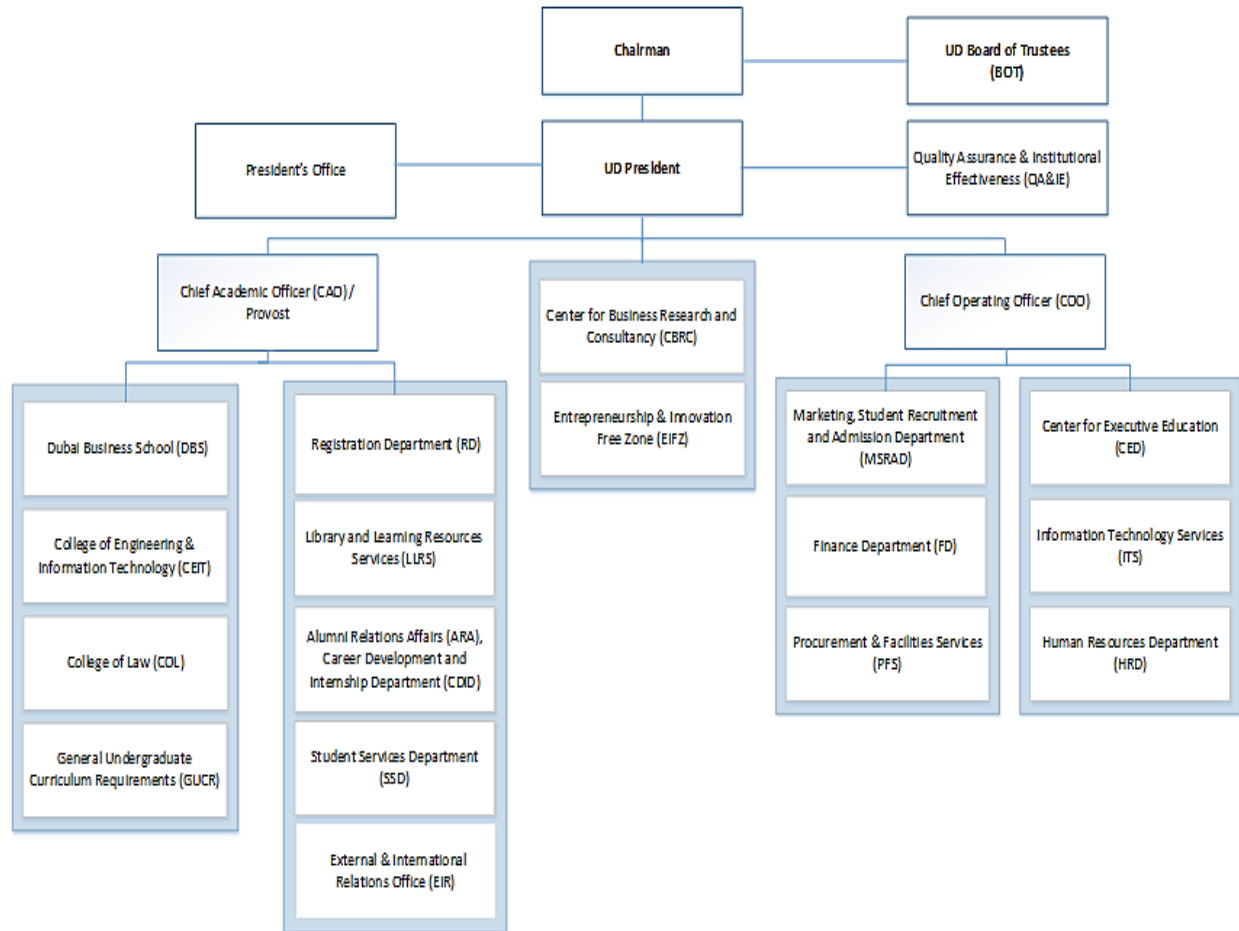 Chairman
UD Board of Trustees
(BOT)
President's Office
UD President
Quality Assurance & Institutional
Effectiveness (QA&IE)
Chief Academic Officer (CAO) /
Provost
Center for Business Research and
Consultancy (CBRC)
Entrepreneurship & Innovation
Free Zone (EIFZ)
Chief Operating Officer (COO)
Dubai Business School (DBS)
College of Engineering &
Information Technology (CEIT)
College of Law (COL)
General Undergraduate
Curriculum Requirements (GUCR)
Registration Department (RD)
Library and Learning Resources
Services (LLRS)
Alumni Relations Affairs (ARA),
Career Development and
Internship Department (CDID)
Student Services Department
(SSD)
External & International
Relations Office (EIR)
Marketing, Student Recruitment
and Admission Department
(MSRAD)
Finance Department (FD)
Procurement & Facilities Services
(PFS)
Center for Executive Education
(CED)
Information Technology Services
(ITS)
Human Resources Department
(HRD)